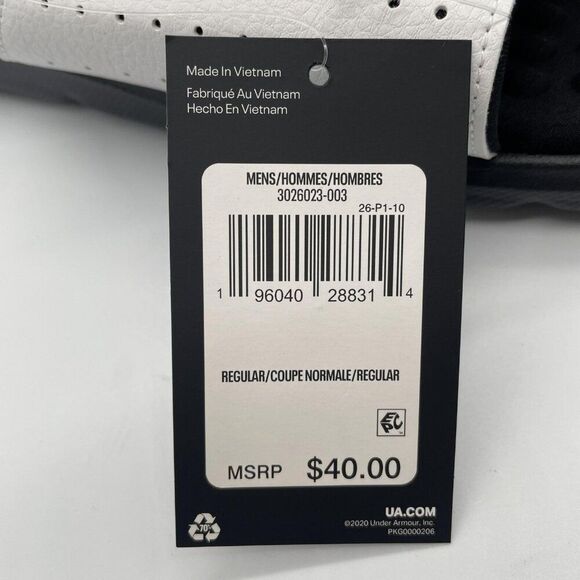 Made In Vietnam
Fabriqué Au Vietnam
Hecho En Vietnam
MENS/HOMMES/HOMBRES
3026023-003
26-P1-10
1 96040 28831 4
REGULAR/COUPE NORMALE/REGULAR
EPC
MSRP $40.00
70%
UA.COM
©2020 Under Armour, Inc.
PKG0000206